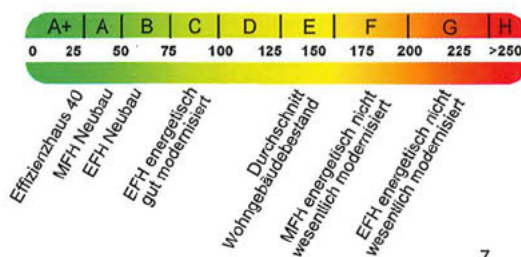 A+ A B C D E F G H
0 25 50 75 100 125 150 175 200 225 >250
Effizienzhaus 40
MFH Neubau
EFH Neubau
EFH energetisch
gut modernisiert
Durchschnitt
Wohngebäudebestand
MFH energetisch nicht
wesentlich modernisiert
EFH energetisch nicht
wesentlich modernisiert